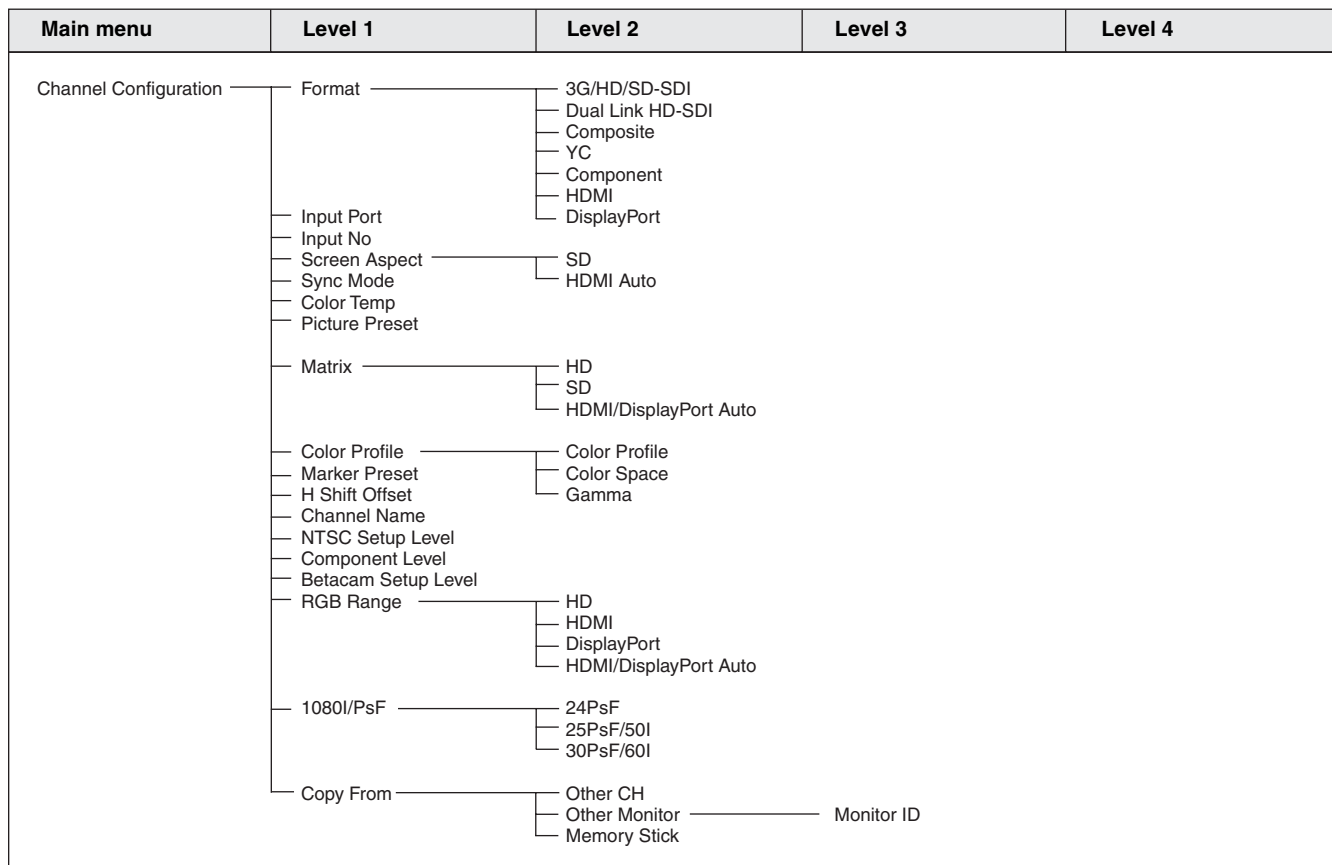 Main menu Level 1 Level 2 Level 3 Level 4
Channel Configuration Format 3G/HD/SD-SDI
Dual Link HD-SDI
Composite
YC
Component
HDMI
Input Port DisplayPort
Input No
Screen Aspect SD
Sync Mode HDMI Auto
Color Temp
Picture Preset
Matrix HD
SD
HDMI/DisplayPort Auto
Color Profile Color Profile
Marker Preset Color Space
H Shift Offset Gamma
Channel Name
NTSC Setup Level
Component Level
Betacam Setup Level
RGB Range HD
HDMI
DisplayPort
HDMI/DisplayPort Auto
1080I/PsF 24PsF
25PsF/50I
30PsF/60I
Copy From Other CH
Other Monitor Monitor ID
Memory Stick